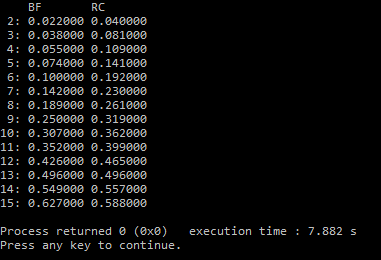 BF RC
2: 0.022000 0.040000
3: 0.038000 0.081000
4: 0.055000 0.109000
5: 0.074000 0.141000
6: 0.100000 0.192000
7: 0.142000 0.230000
8: 0.189000 0.261000
9: 0.250000 0.319000
10: 0.307000 0.362000
11: 0.352000 0.399000
12: 0.426000 0.465000
13: 0.496000 0.496000
14: 0.549000 0.557000
15: 0.627000 0.588000
Process returned 0 (0x0) execution time : 7.882 s
Press any key to continue.